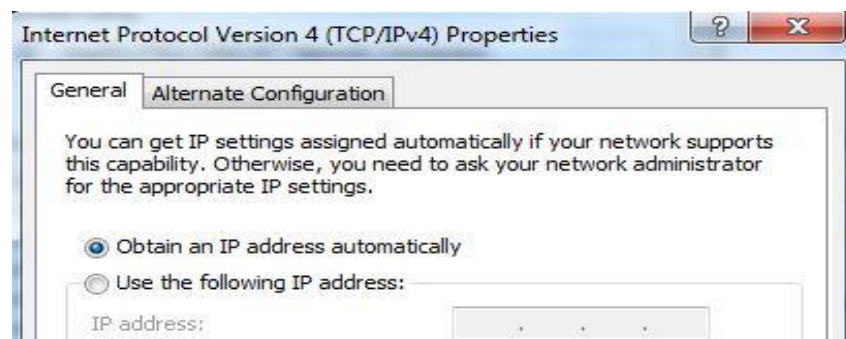 Internet Protocol Version 4 (TCP/IPv4) Properties
General Alternate Configuration
You can get IP settings assigned automatically if your network supports
this capability. Otherwise, you need to ask your network administrator
for the appropriate IP settings.
Obtain an IP address automatically
Use the following IP address:
IP address: